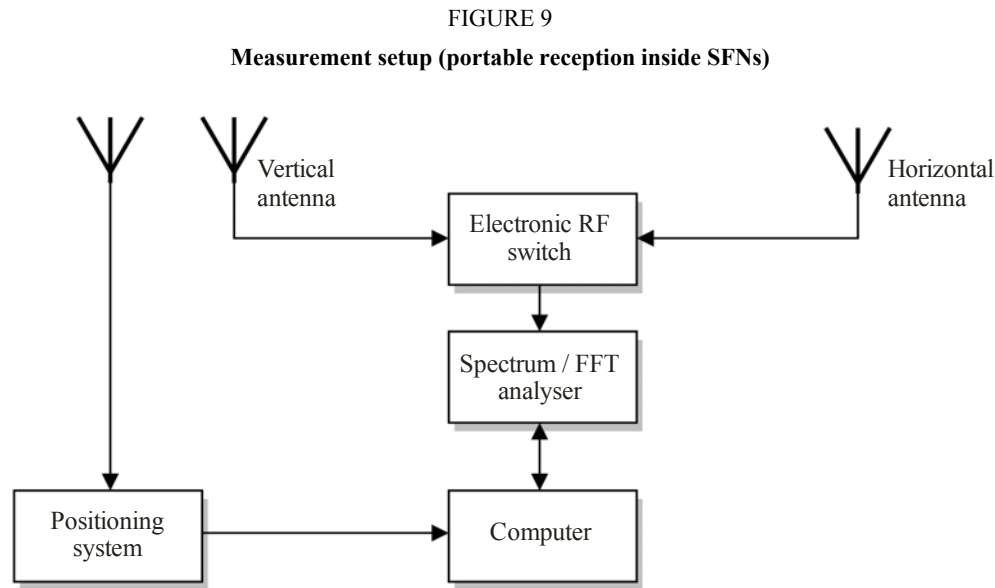 FIGURE 9
Measurement setup (portable reception inside SFNs)
Vertical
antenna
Horizontal
antenna
Electronic RF
switch
Spectrum / FFT
analyser
Positioning
system
Computer